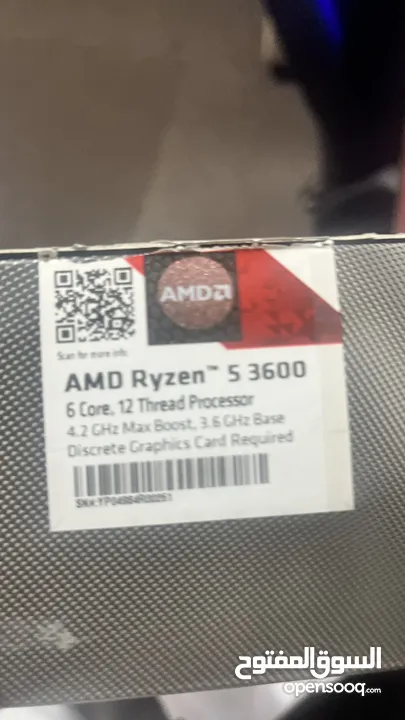 AMD
Scan for more info
AMD Ryzen™ 5 3600
6 Core, 12 Thread Processor
4.2 GHz Max Boost, 3.6 GHz Base
Discrete Graphics Card Required
السوق المفتوح
opensooq.com